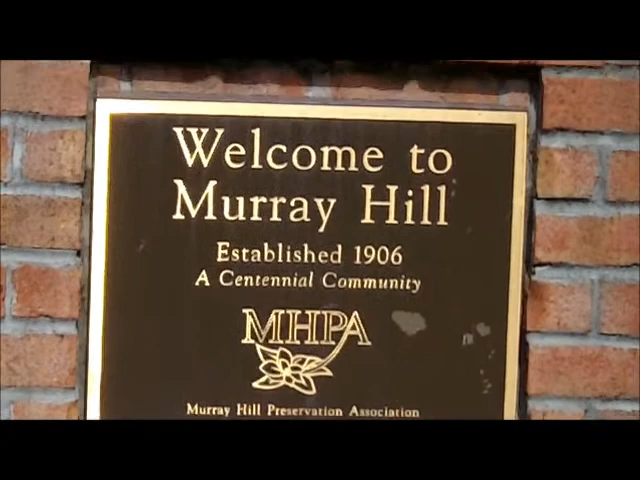 Welcome to
Murray Hill
Established 1906
A Centennial Community
MHPA
Murray Hill Preservation Association